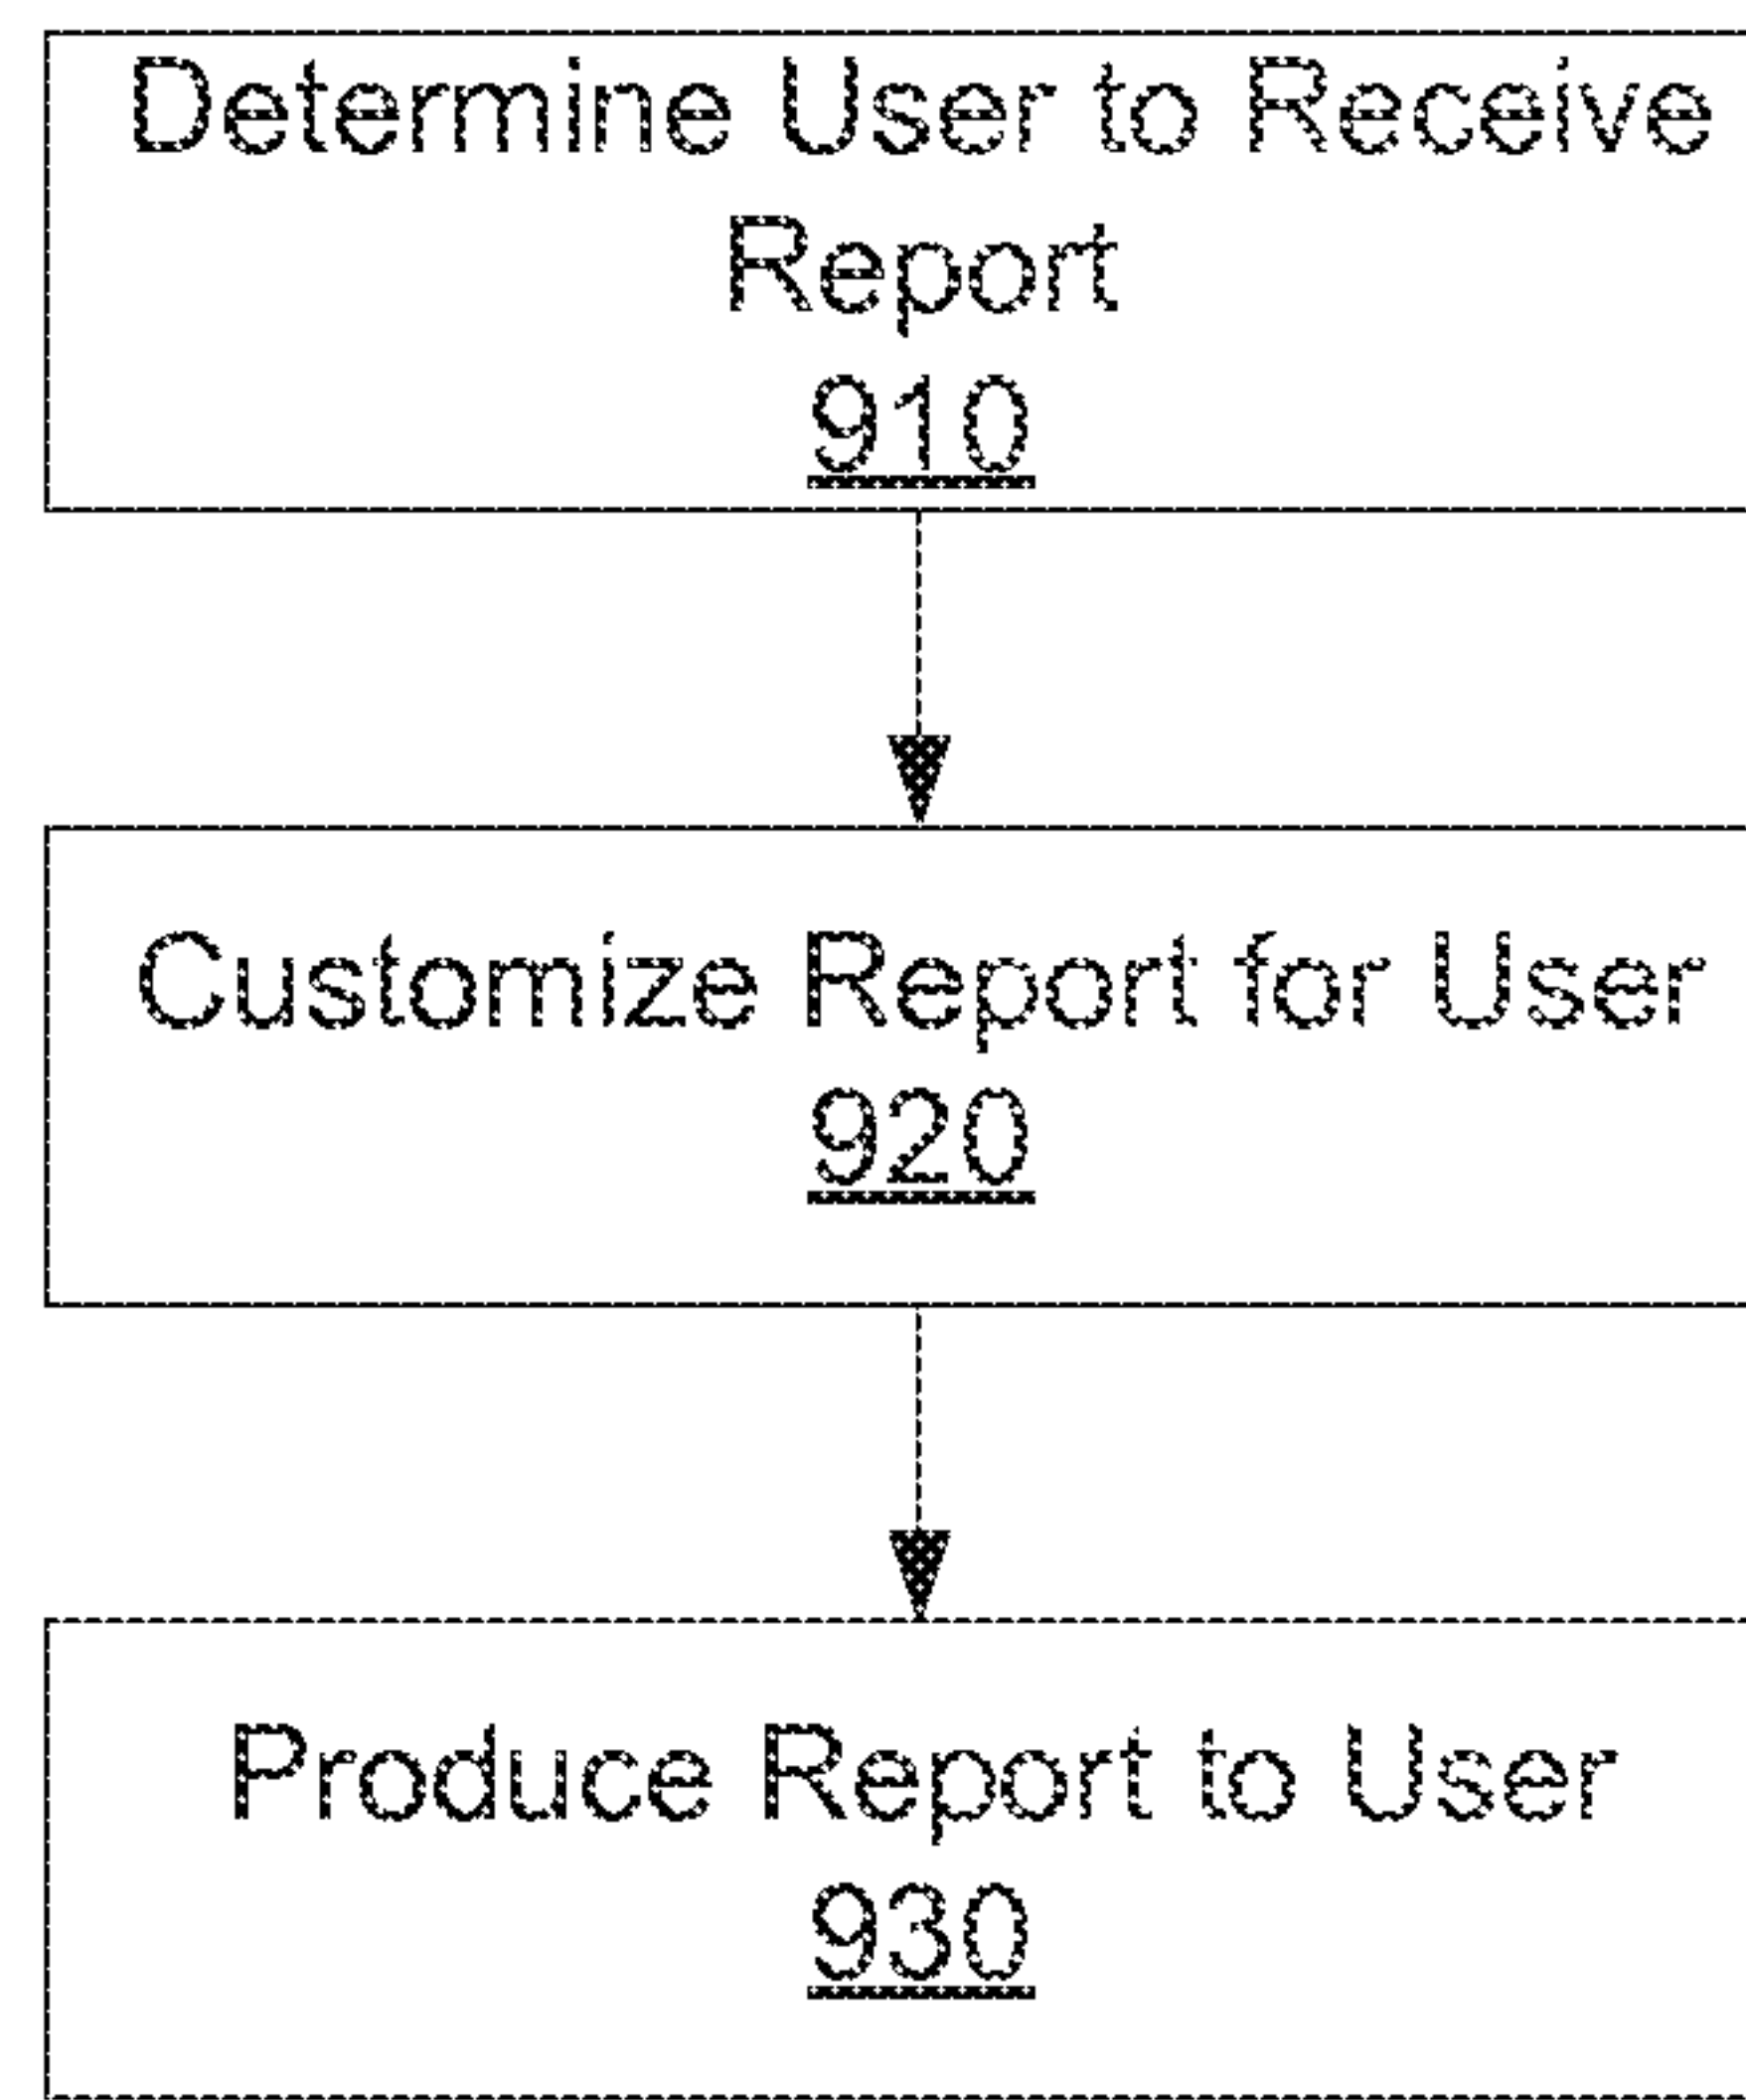 Determine User to Receive
Report
910
Customize Report for User
920
Produce Report to User
930